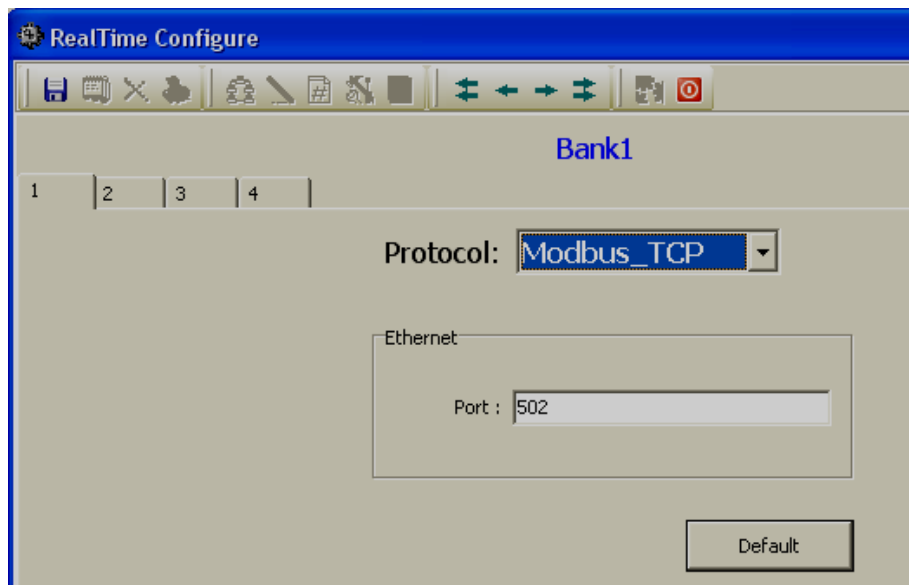 RealTime Configure
Bank1
1 2 3 4
Protocol: Modbus_TCP
Ethernet
Port : 502
Default